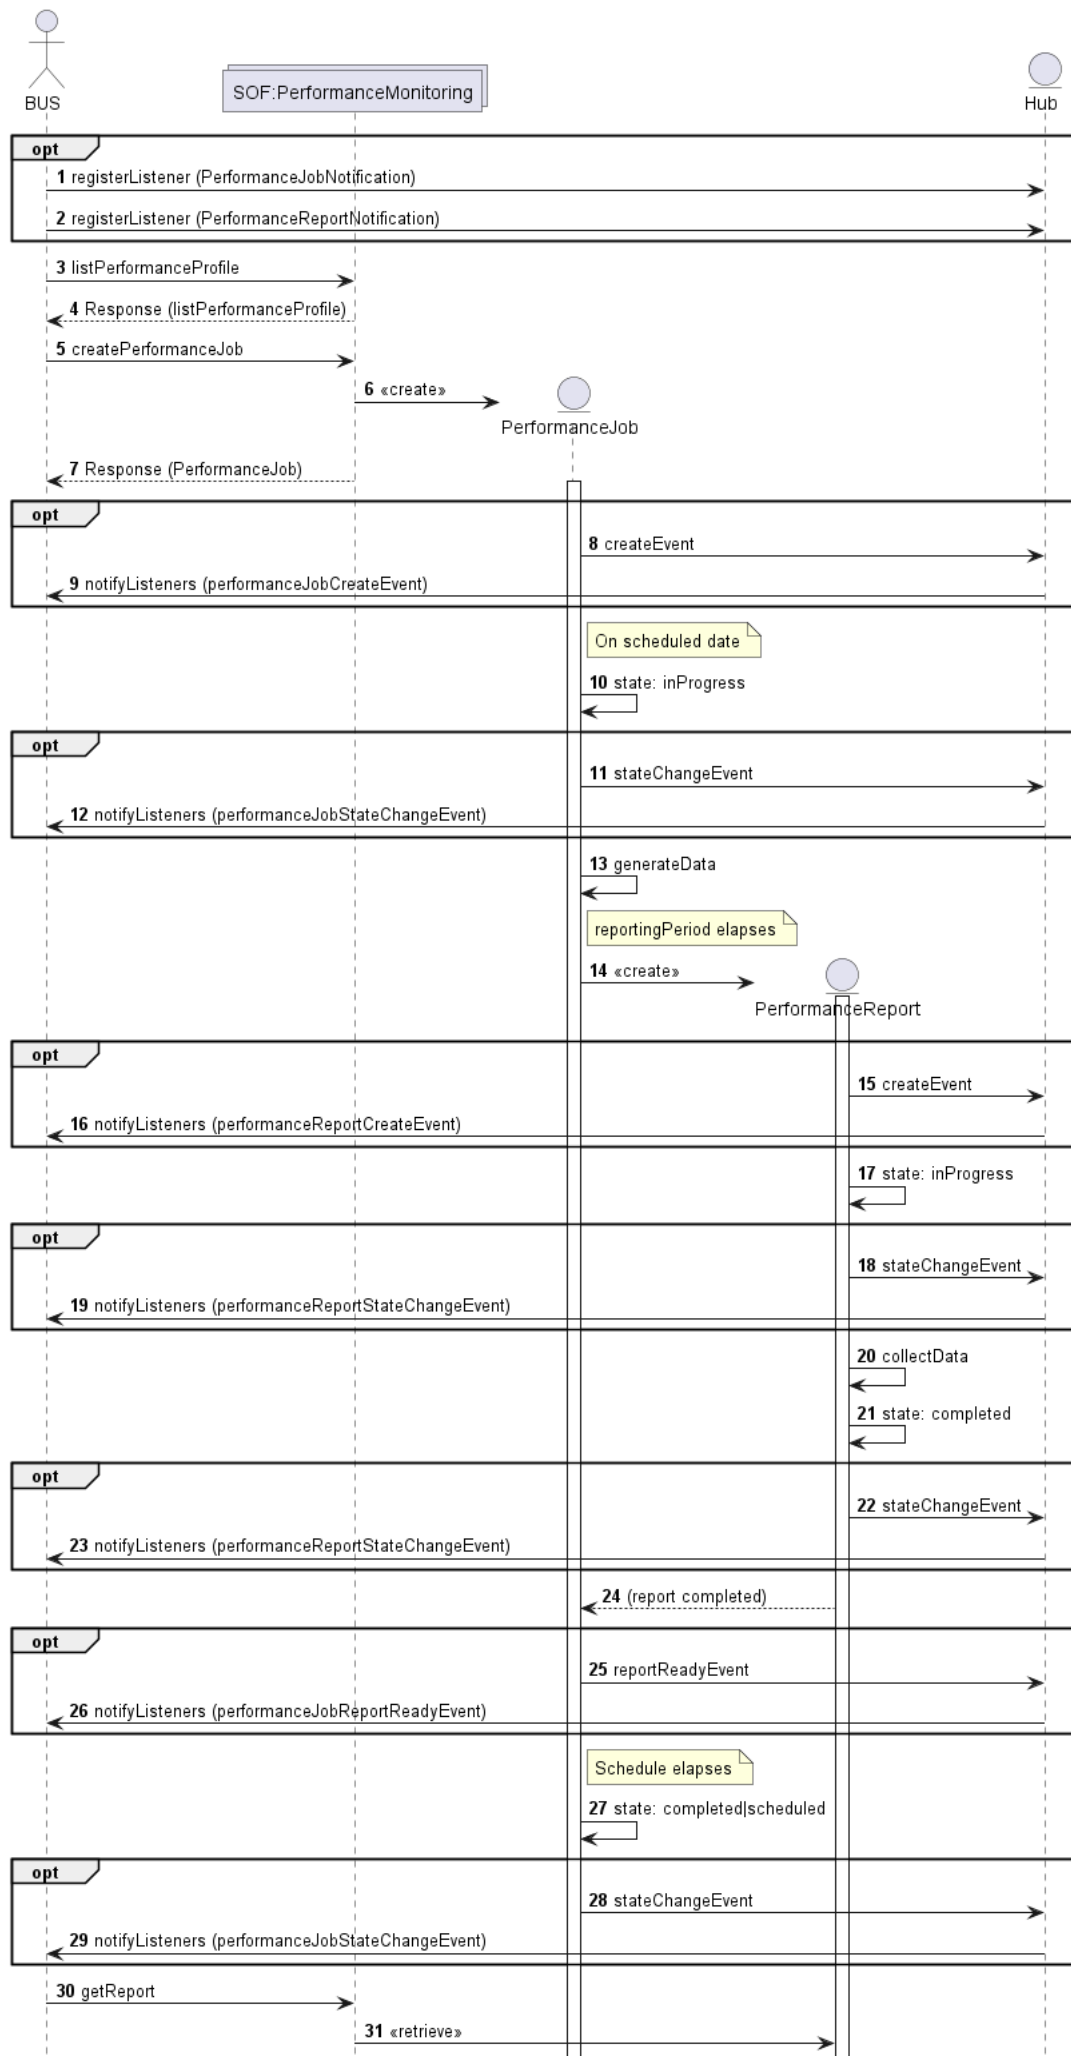 BUS
SOF:PerformanceMonitoring
Hub
opt
1 registerListener (PerformanceJobNotification)
2 registerListener (PerformanceReportNotification)
3 listPerformanceProfile
4 Response (listPerformanceProfile)
5 createPerformanceJob
6 «create»
PerformanceJob
7 Response (PerformanceJob)
opt
8 createEvent
9 notifyListeners (performanceJobCreateEvent)
On scheduled date
10 state: inProgress
opt
11 stateChangeEvent
12 notifyListeners (performanceJobStateChangeEvent)
13 generateData
reportingPeriod elapses
14 «create»
PerformanceReport
opt
15 createEvent
16 notifyListeners (performanceReportCreateEvent)
17 state: inProgress
opt
18 stateChangeEvent
19 notifyListeners (performanceReportStateChangeEvent)
20 collectData
21 state: completed
opt
22 stateChangeEvent
23 notifyListeners (performanceReportStateChangeEvent)
24 (report completed)
opt
25 reportReadyEvent
26 notifyListeners (performanceJobReportReadyEvent)
Schedule elapses
27 state: completed|scheduled
opt
28 stateChangeEvent
29 notifyListeners (performanceJobStateChangeEvent)
30 getReport
31 «retrieve»